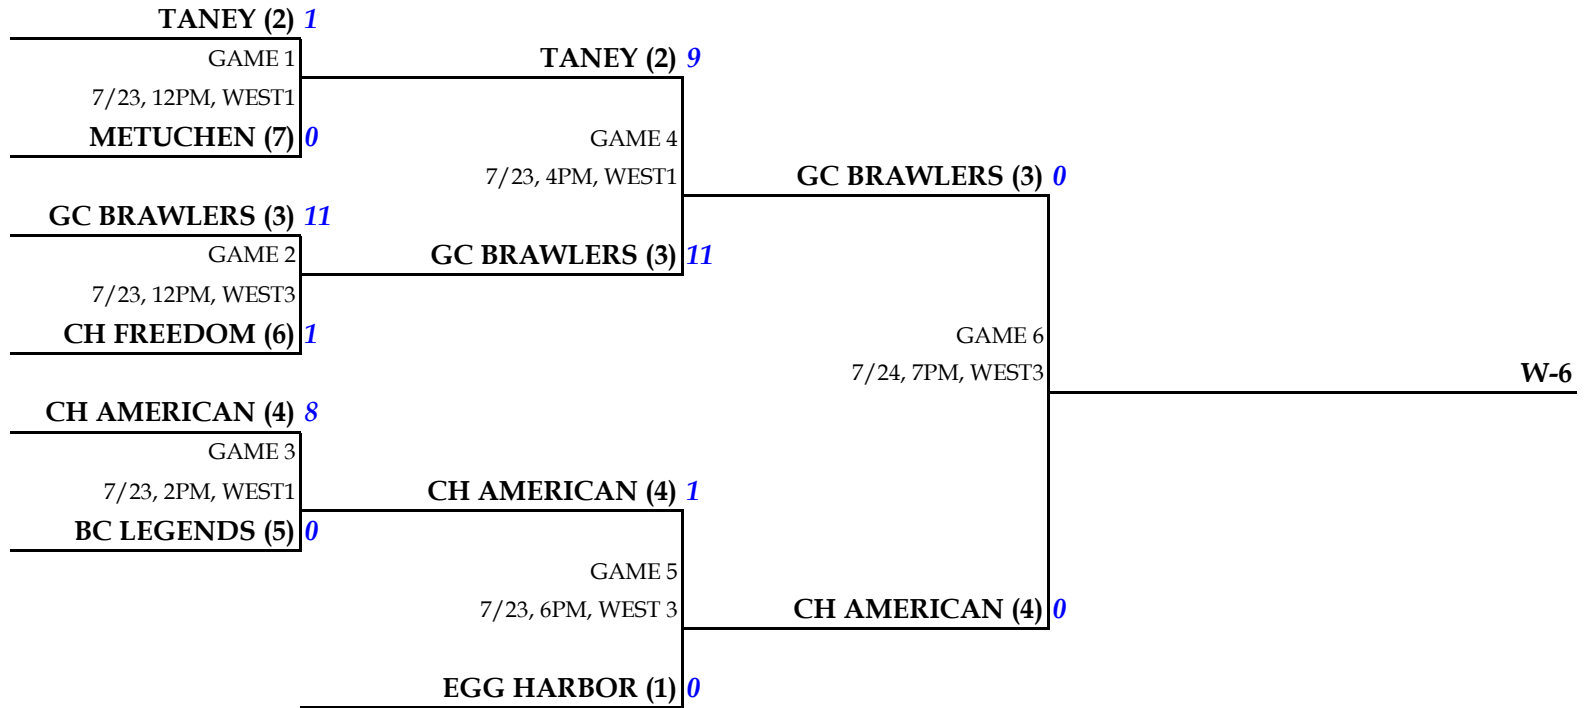 TANEY (2) 1
GAME 1
7/23, 12PM, WEST1
METUCHEN (7) 0
GC BRAWLERS (3) 11
GAME 2
7/23, 12PM, WEST3
CH FREEDOM (6) 1
CH AMERICAN (4) 8
GAME 3
7/23, 2PM, WEST1
BC LEGENDS (5) 0
TANEY (2) 9
GAME 4
7/23, 4PM, WEST1
GC BRAWLERS (3) 11
CH AMERICAN (4) 1
GAME 5
7/23, 6PM, WEST 3
EGG HARBOR (1) 0
GC BRAWLERS (3) 0
GAME 6
7/24, 7PM, WEST3
CH AMERICAN (4) 0
W-6